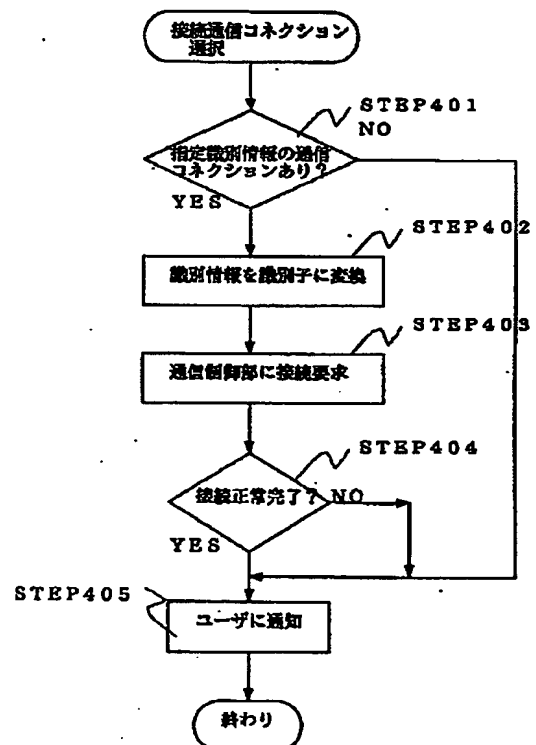 接続通信コネクション
選択
STEP401
NO
指定識別情報の通信
コネクションあり?
YES
STEP402
識別情報を識別子に変換
STEP403
通信制御部に接続要求
STEP404
接続正常完了?
NO
YES
STEP405
ユーザに通知
終わり